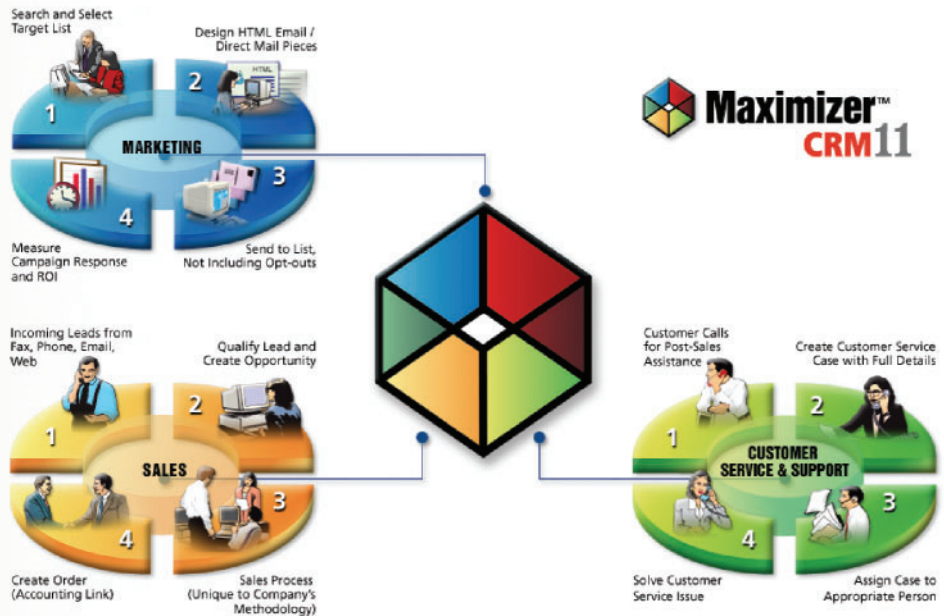 Search and Select
Target List
Design HTML Email /
Direct Mail Pieces
HTML
1
2
MARKETING
4
3
Measure
Campaign Response
and ROI
Send to List,
Not Including Opt-outs
Maximizer™
CRM11
Incoming Leads from
Fax, Phone, Email,
Web
Qualify Lead and
Create Opportunity
1
2
SALES
4
3
Create Order
(Accounting Link)
Sales Process
(Unique to Company's
Methodology)
Customer Calls
for Post-Sales
Assistance
Create Customer Service
Case with Full Details
1
2
CUSTOMER
SERVICE & SUPPORT
4
3
Solve Customer
Service Issue
Assign Case to
Appropriate Person